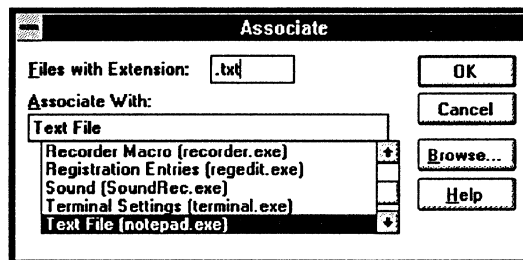 Associate
Files with Extension: .txt
OK
Associate With:
Cancel
Text File
Recorder Macro (recorder.exe)
Registration Entries (regedit.exe)
Browse...
Sound (SoundRec.exe)
Terminal Settings (terminal.exe)
Help
Text File (notepad.exe)